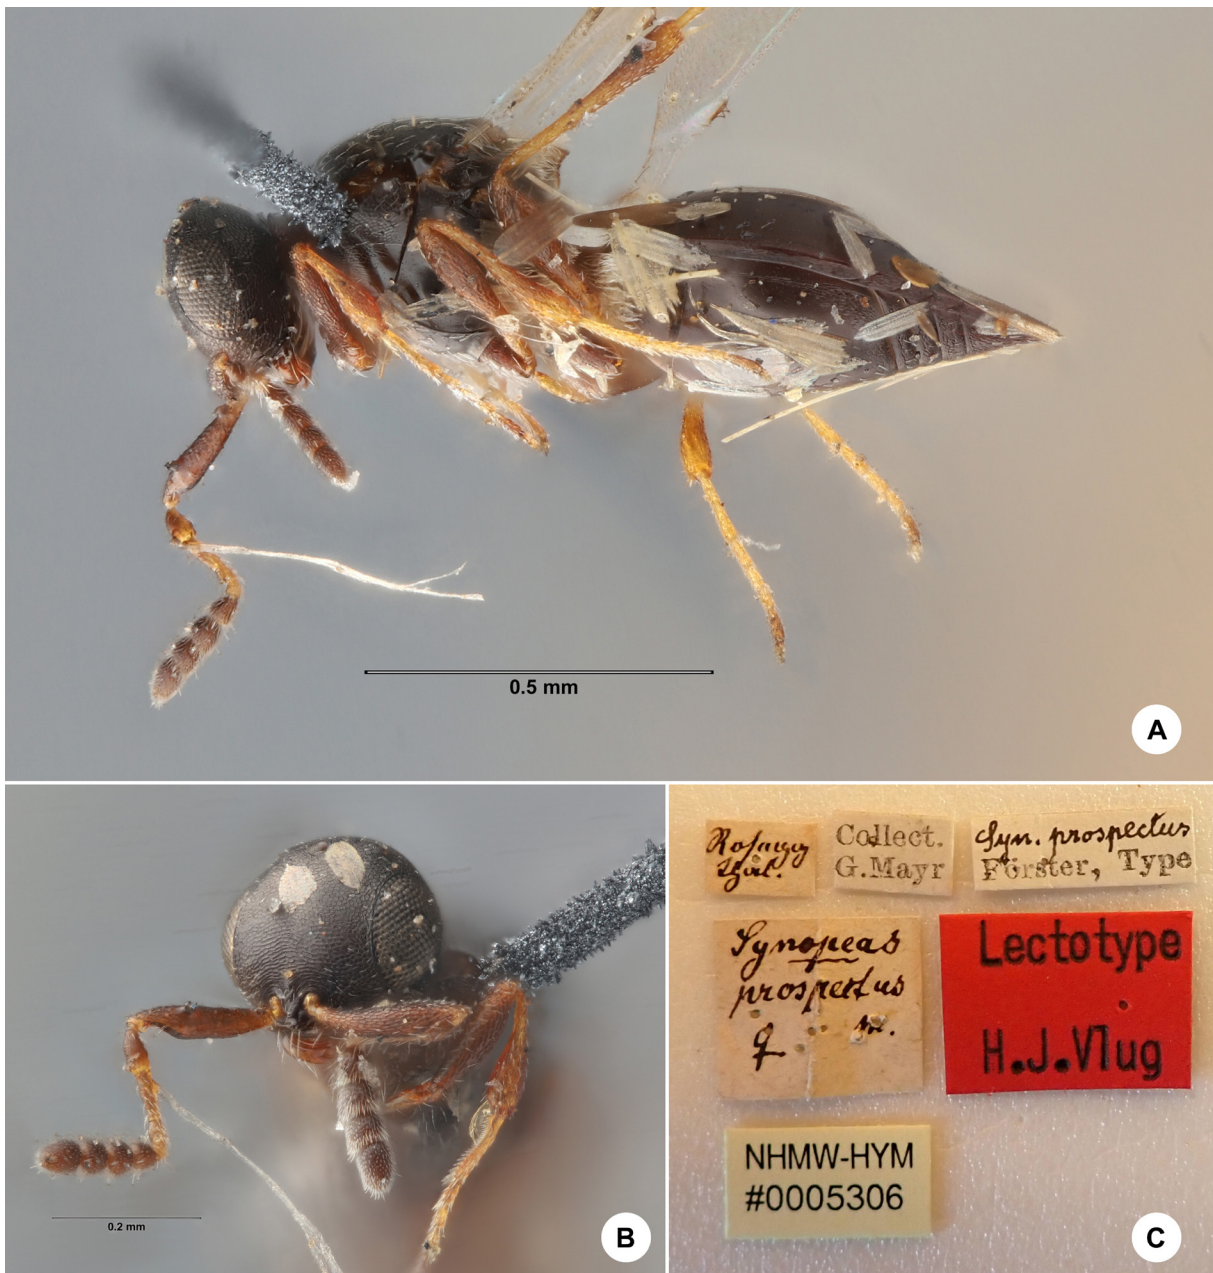 0.5 mm
A
0.2 mm
B
Collect.
G.Mayr
Syn. prospectus
Förster, Type
Synopeas
prospectus
♀ m.
Lectotype
H.J.Vlug
NHMW-HYM
#0005306
C